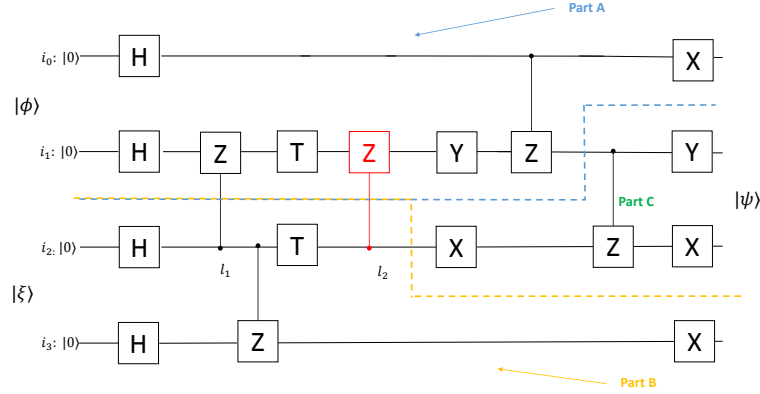 Part A
i₀: |0⟩ H X
|ϕ⟩
i₁: |0⟩ H Z T Z Y Z Y
Part C
|ψ⟩
i₂: |0⟩ H T X Z X
l₁ l₂
|ξ⟩
i₃: |0⟩ H Z X
Part B